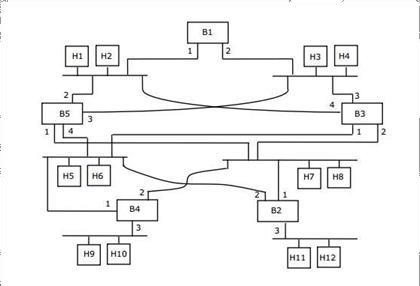 B1
1 2
H1 H2 H3 H4
2 3
B5 3 4 B3
1 4 1 2
H5 H6 H7 H8
2 2 1
1 B4 B2
3 3
H9 H10 H11 H12